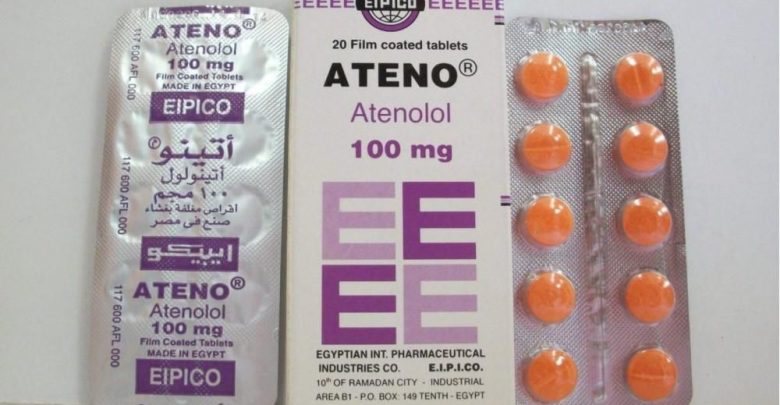 ATENO®
Atenolol
100 mg
Film Coated Tablets
MADE IN EGYPT
EIPICO
أتينو®
أتينولول
١٠٠ مجم
أقراص مغلفة بغشاء
صنع فى مصر
ايبيكو
ATENO®
Atenolol
100 mg
Film Coated Tablets
MADE IN EGYPT
EIPICO
117 600 AFL 000
117 600 AFL 000
117 600 AFL 000
EEEEE EIPICO EEEEEE
20 Film coated tablets
ATENO®
Atenolol
100 mg
E E
E E
EGYPTIAN INT. PHARMACEUTICAL
INDUSTRIES CO. E.I.P.I.CO.
10th OF RAMADAN CITY - INDUSTRIAL
AREA B1 - P.O. BOX: 149 TENTH - EGYPT